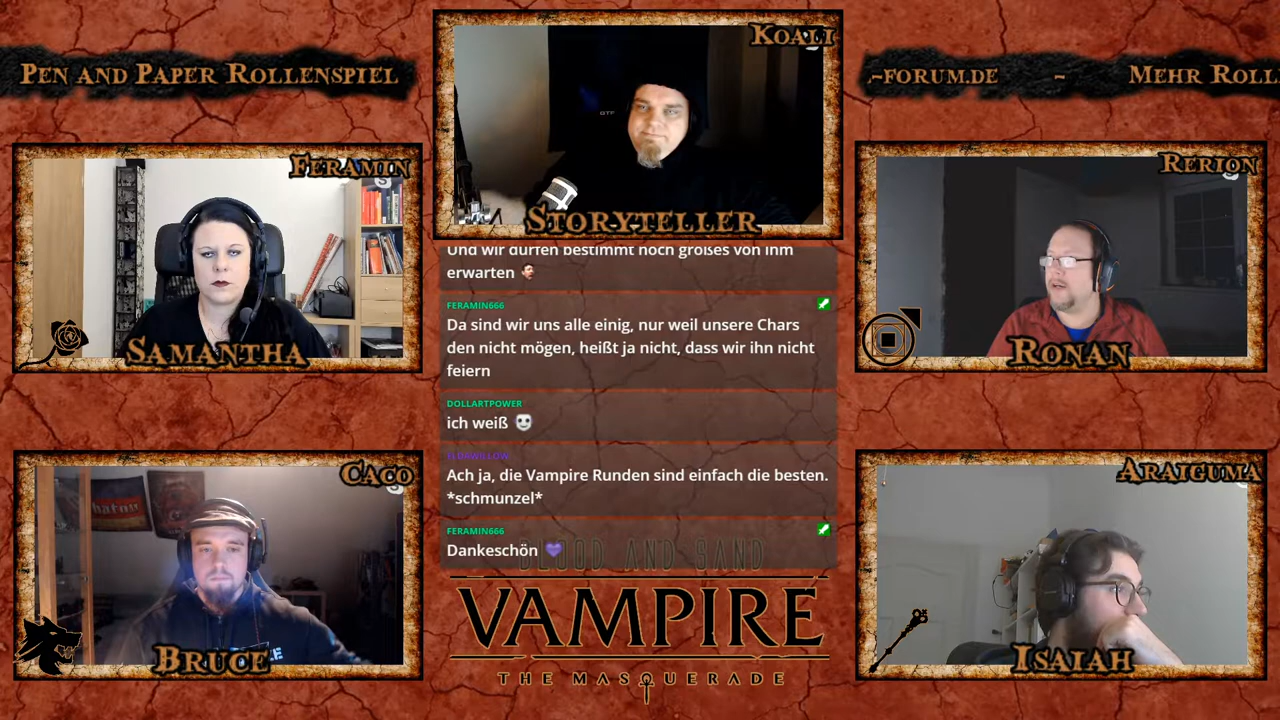 KOALI
PEN AND PAPER ROLLENSPIEL
-FORUM.DE - MEHR ROLL
FERAMIN
RERION
GTF
STORYTELLER
Und wir dürfen bestimmt noch großes von ihm
erwarten
FERAMIN666
Da sind wir uns alle einig, nur weil unsere Chars
den nicht mögen, heißt ja nicht, dass wir ihn nicht
feiern
SAMANTHA
RONAN
DOLLARTPOWER
ich weiß
Ach ja, die Vampire Runden sind einfach die besten.
*schmunzel*
CACO
ARAIGUMA
FERAMIN666
Dankeschön
BLOOD AND SAND
VAMPIRE
THE MASQUERADE
BRUCE
ISAIAH